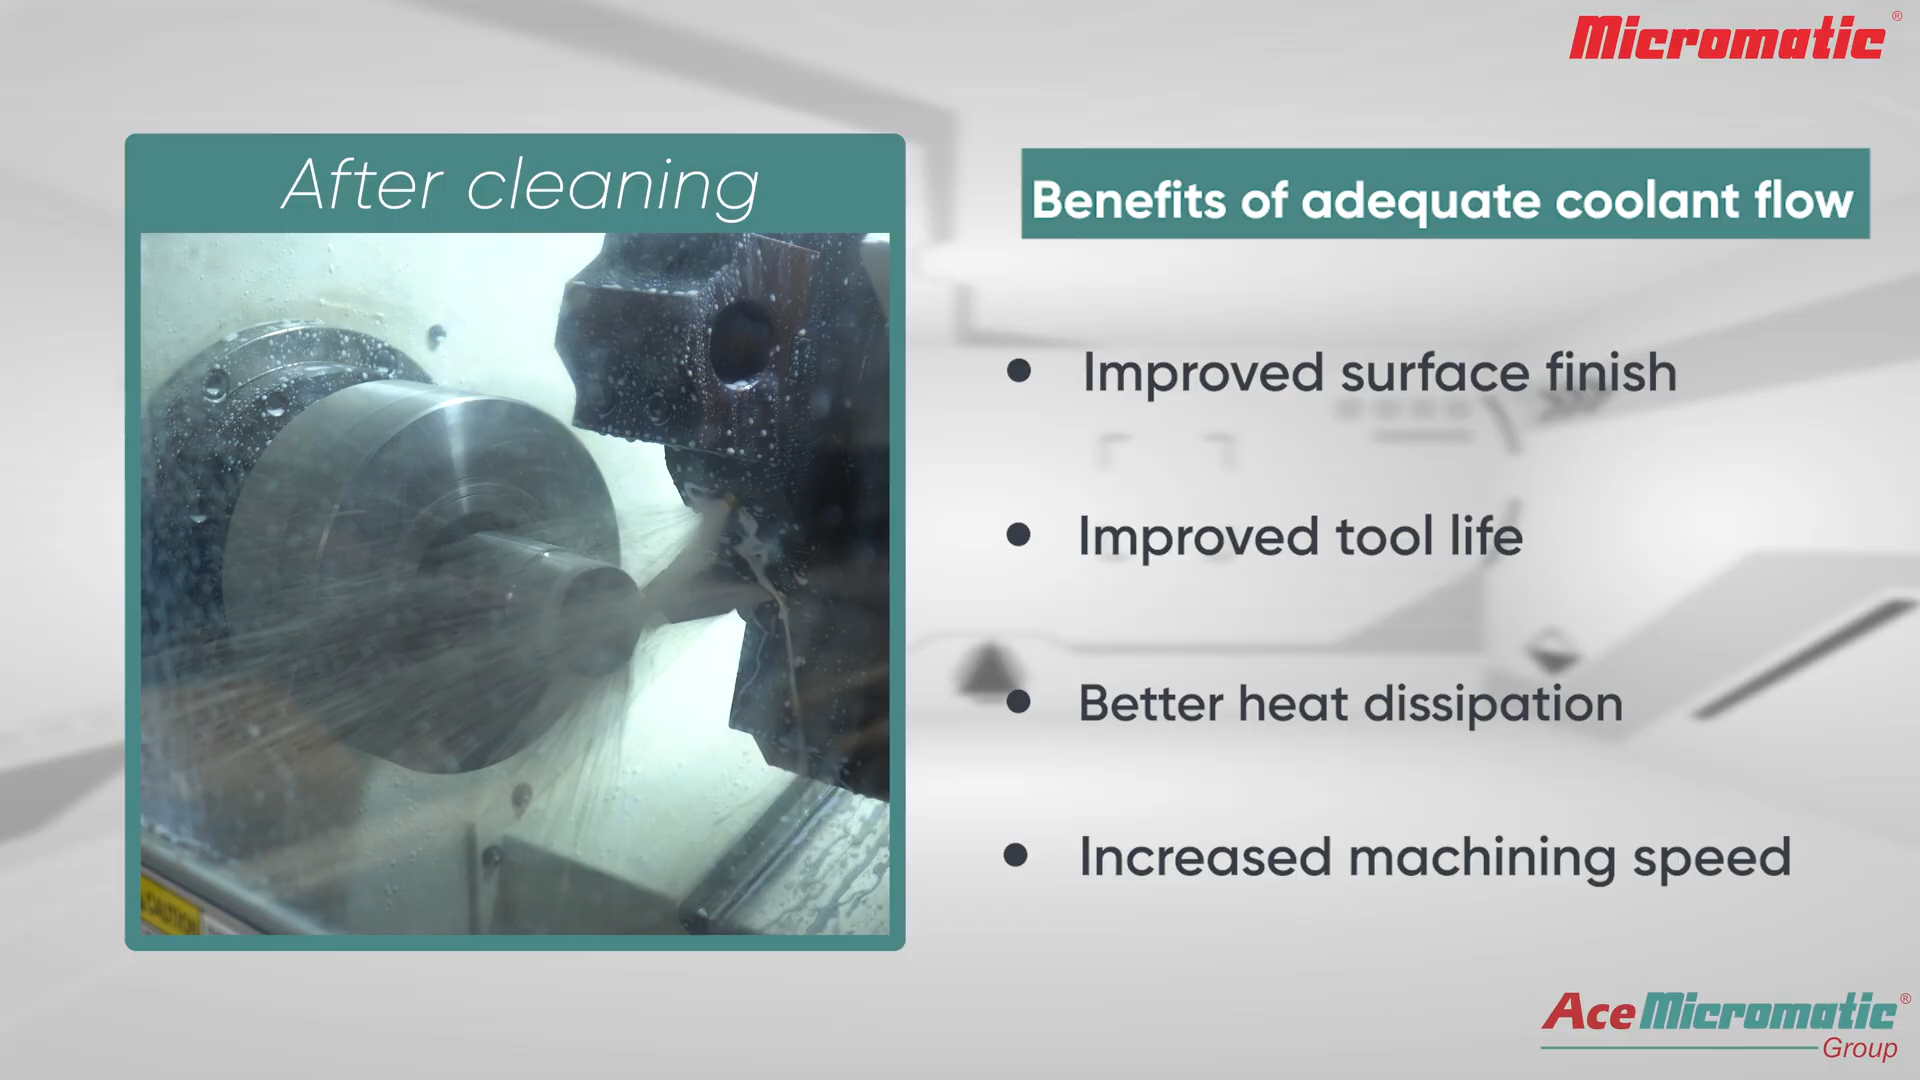 Micromatic®
After cleaning
Benefits of adequate coolant flow
• Improved surface finish
• Improved tool life
• Better heat dissipation
• Increased machining speed
CAUTION
AceMicromatic®
Group